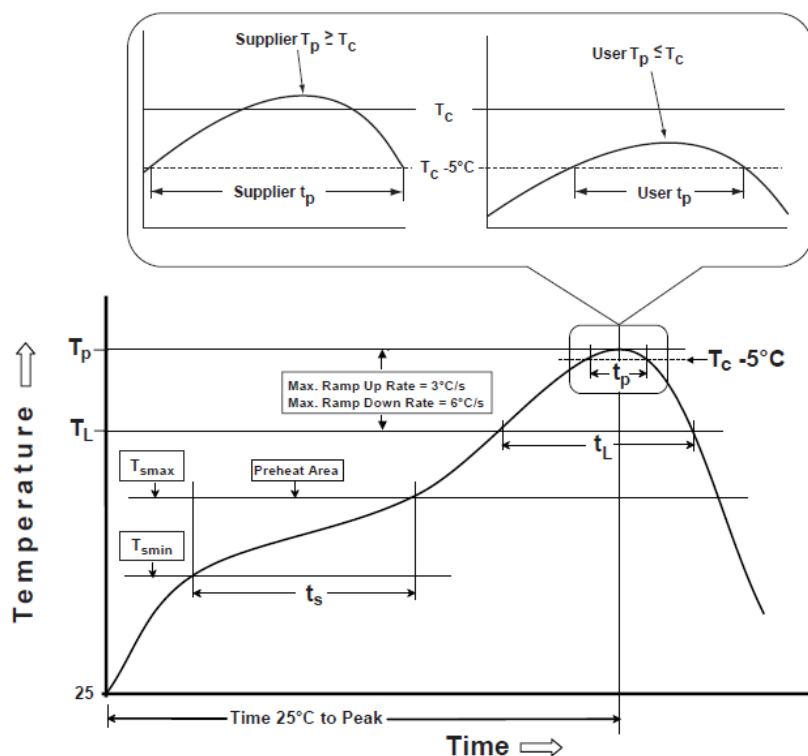 Supplier Tp ≥ Tc
User Tp ≤ Tc
Tc
Tc -5°C
Supplier tp
User tp
Tp
Tc -5°C
tp
Max. Ramp Up Rate = 3°C/s
Max. Ramp Down Rate = 6°C/s
TL
tL
Tsmax
Preheat Area
Tsmin
ts
Temperature
25
Time 25°C to Peak
Time